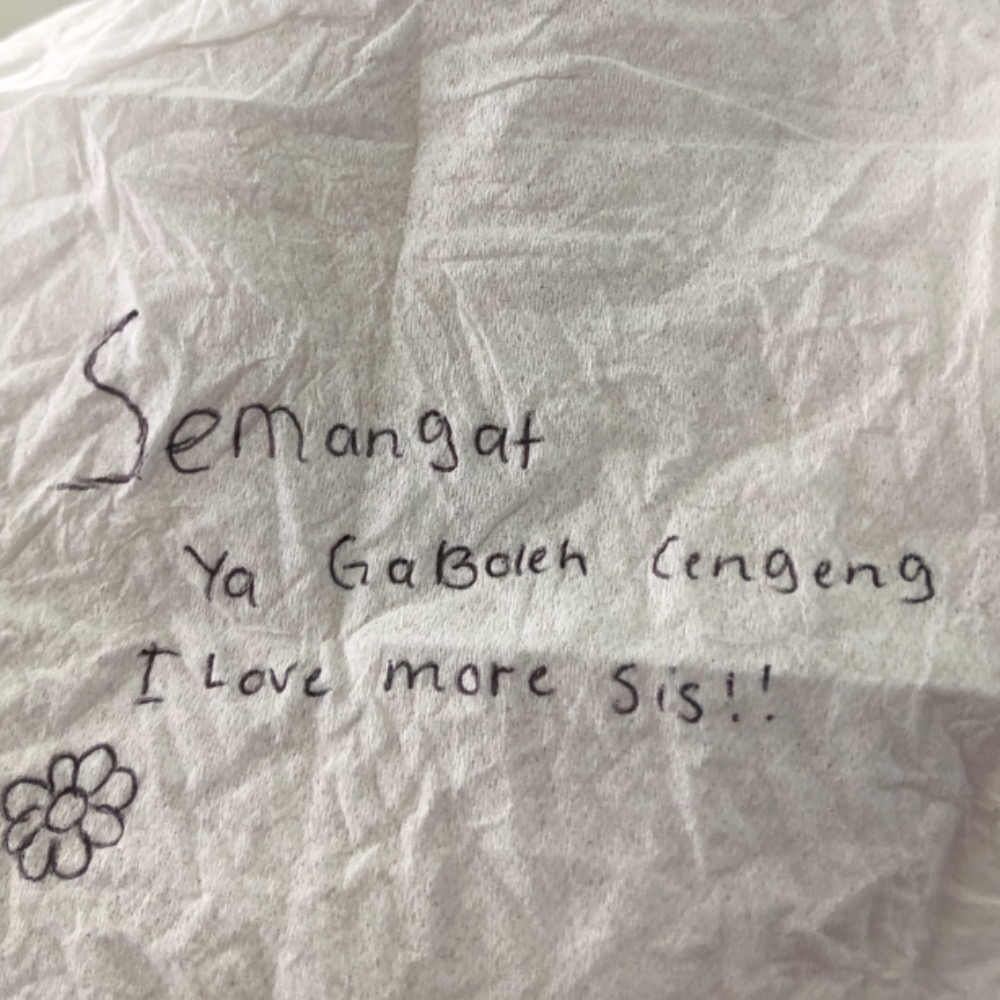 Semangat
Ya GaBoleh Cengeng
I Love more sis!!